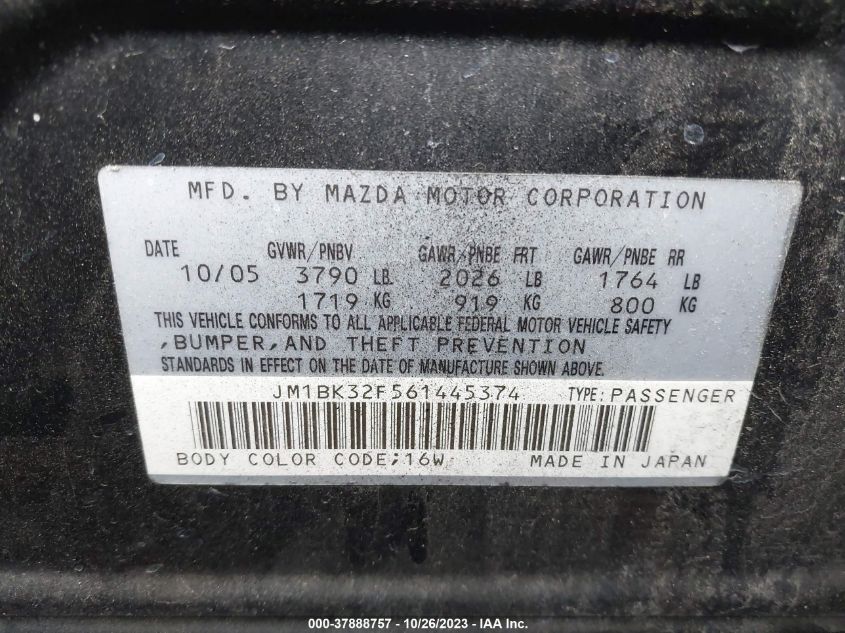 MFD. BY MAZDA MOTOR CORPORATION
DATE GVWR/PNBV GAWR/PNBE FRT GAWR/PNBE RR
10/05 3790 LB 2026 LB 1764 LB
1719 KG 919 KG 800 KG
THIS VEHICLE CONFORMS TO ALL APPLICABLE FEDERAL MOTOR VEHICLE SAFETY
,BUMPER,AND THEFT PREVENTION
STANDARDS IN EFFECT ON THE DATE OF MANUFACTURE SHOWN ABOVE.
JM1BK32F561445374 TYPE: PASSENGER
BODY COLOR CODE;16W MADE IN JAPAN
000-37888757 - 10/26/2023 - IAA Inc.